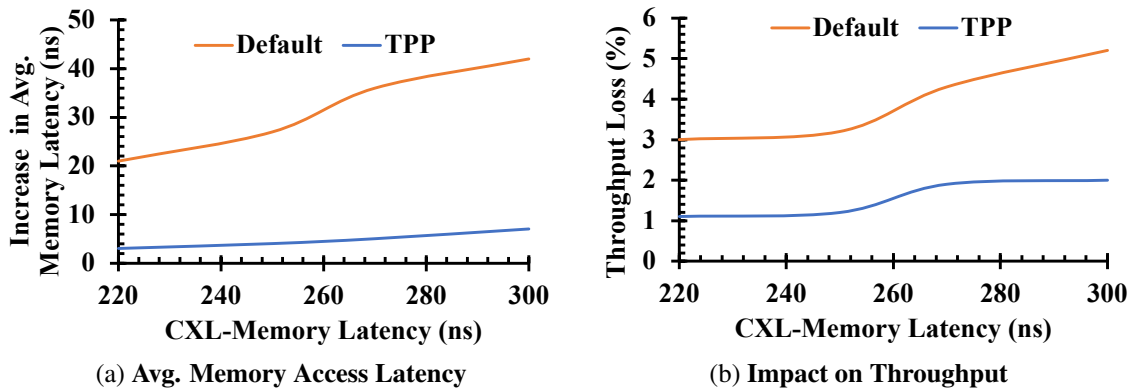 50
40
30
20
10
0
Increase in Avg.
Memory Latency (ns)
Default
TPP
220
240
260
280
300
CXL-Memory Latency (ns)
(a) Avg. Memory Access Latency
6
5
4
3
2
1
0
Throughput Loss (%)
Default
TPP
220
240
260
280
300
CXL-Memory Latency (ns)
(b) Impact on Throughput